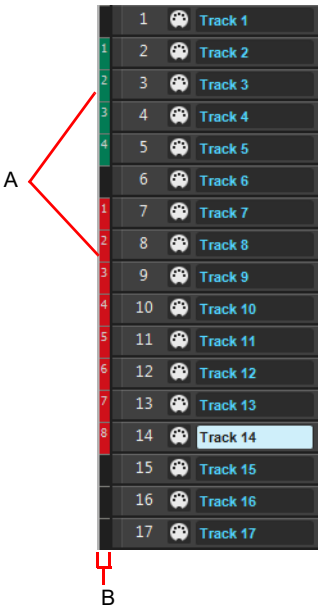 1 Track 1
1 2 Track 2
2 3 Track 3
3 4 Track 4
4 5 Track 5
6 Track 6
A
1 7 Track 7
2 8 Track 8
3 9 Track 9
4 10 Track 10
5 11 Track 11
6 12 Track 12
7 13 Track 13
8 14 Track 14
15 Track 15
16 Track 16
17 Track 17
B